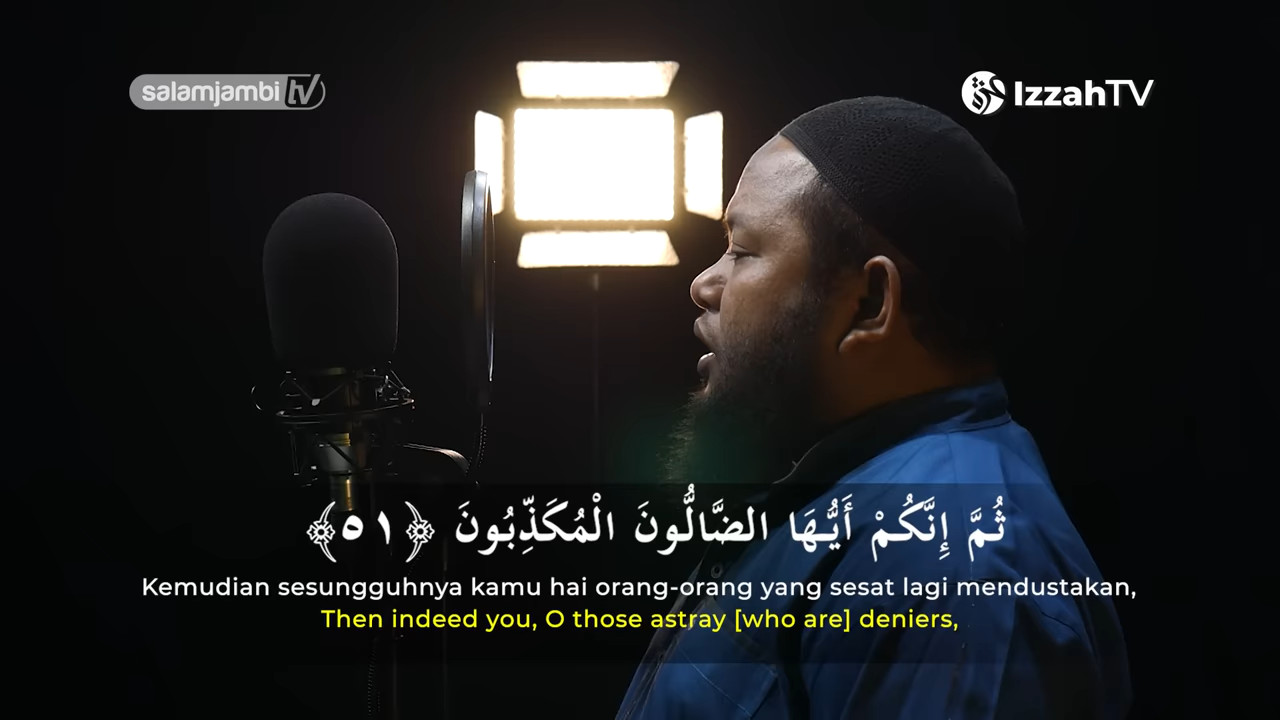 salamjambi tv
IzzahTV
ثُمَّ إِنَّكُمْ أَيُّهَا الضَّالُّونَ الْمُكَذِّبُونَ ﴿٥١﴾
Kemudian sesungguhnya kamu hai orang-orang yang sesat lagi mendustakan,
Then indeed you, O those astray [who are] deniers,